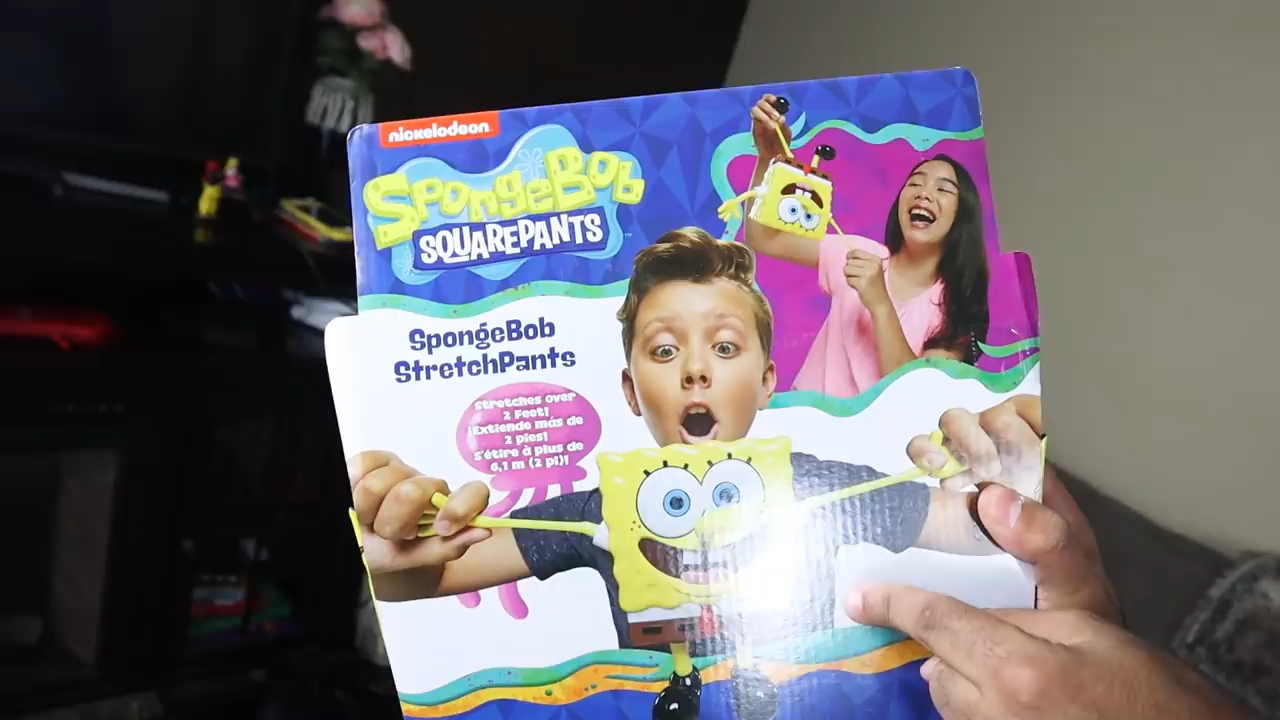 nickelodeon
SpongeBob
SQUAREPANTS
SpongeBob
StretchPants
Stretches over
2 Feet!
¡Extiende más de
2 pies!
S'étire à plus de
6,1 m (2 pi)!